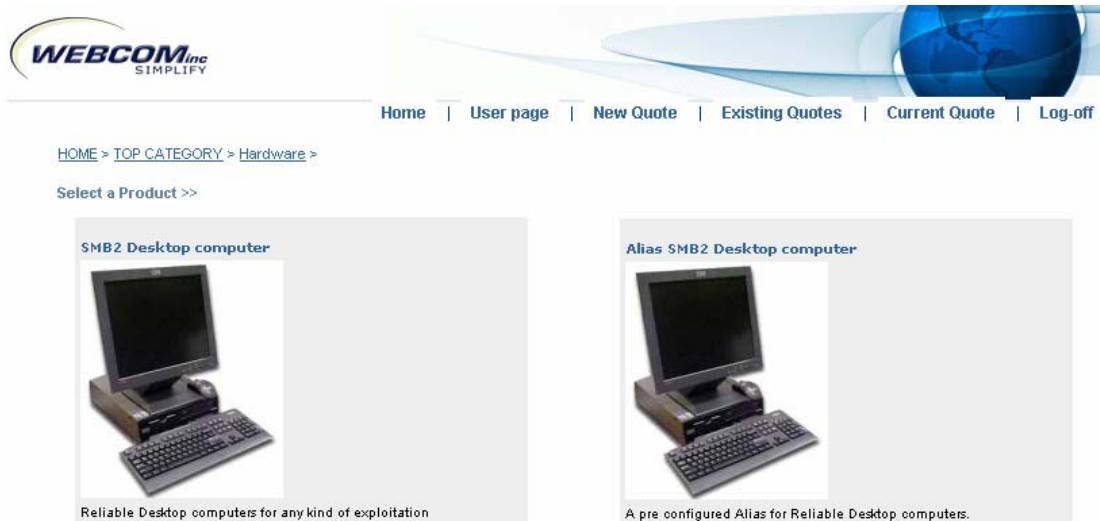 WEBCOMinc
SIMPLIFY
Home | User page | New Quote | Existing Quotes | Current Quote | Log-off
HOME > TOP CATEGORY > Hardware >
Select a Product >>
SMB2 Desktop computer
Alias SMB2 Desktop computer
Reliable Desktop computers for any kind of exploitation
A pre configured Alias for Reliable Desktop computers.